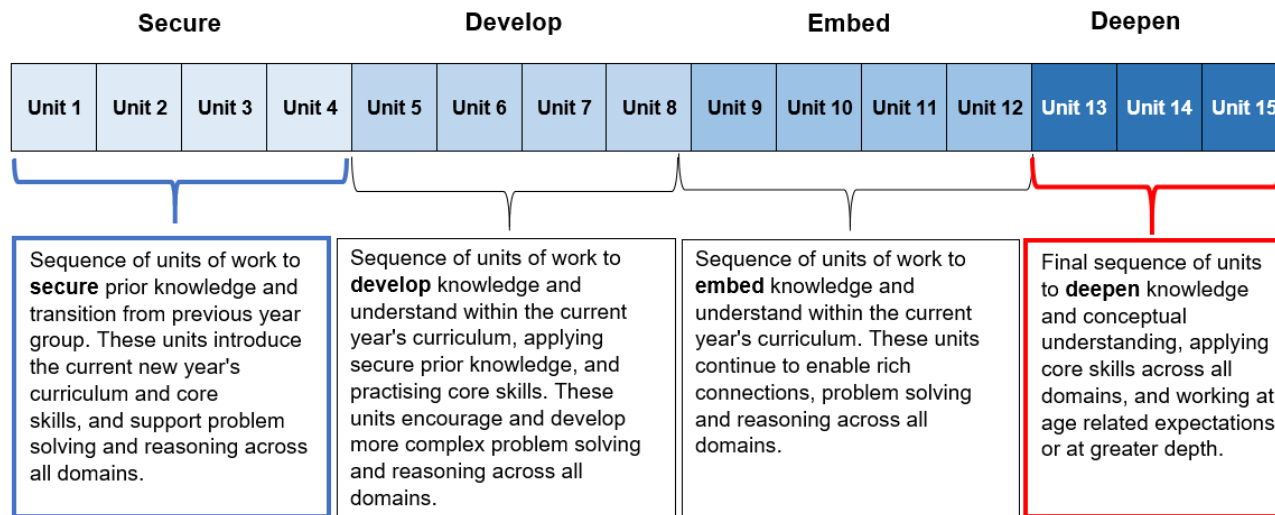 Secure
Develop
Embed
Deepen
Unit 1
Unit 2
Unit 3
Unit 4
Unit 5
Unit 6
Unit 7
Unit 8
Unit 9
Unit 10
Unit 11
Unit 12
Unit 13
Unit 14
Unit 15
Sequence of units of work to
secure prior knowledge and
transition from previous year
group. These units introduce
the current new year's
curriculum and core
skills, and support problem
solving and reasoning across
all domains.
Sequence of units of work to
develop knowledge and
understand within the current
year's curriculum, applying
secure prior knowledge, and
practising core skills. These
units encourage and develop
more complex problem solving
and reasoning across all
domains.
Sequence of units of work to
embed knowledge and
understand within the current
year's curriculum. These units
continue to enable rich
connections, problem solving
and reasoning across all
domains.
Final sequence of units
to deepen knowledge
and conceptual
understanding, applying
core skills across all
domains, and working at
age related expectations
or at greater depth.